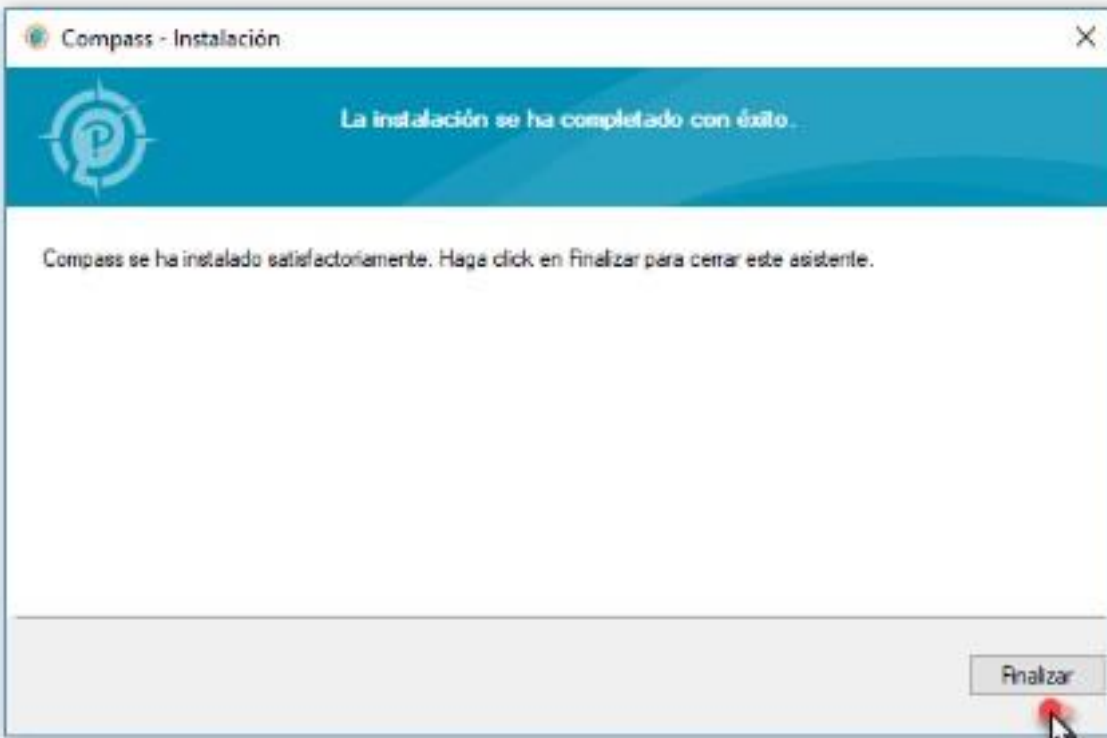 Compass - Instalación
La instalación se ha completado con éxito.
Compass se ha instalado satisfactoriamente. Haga click en Finalizar para cerrar este asistente.
Finalizar